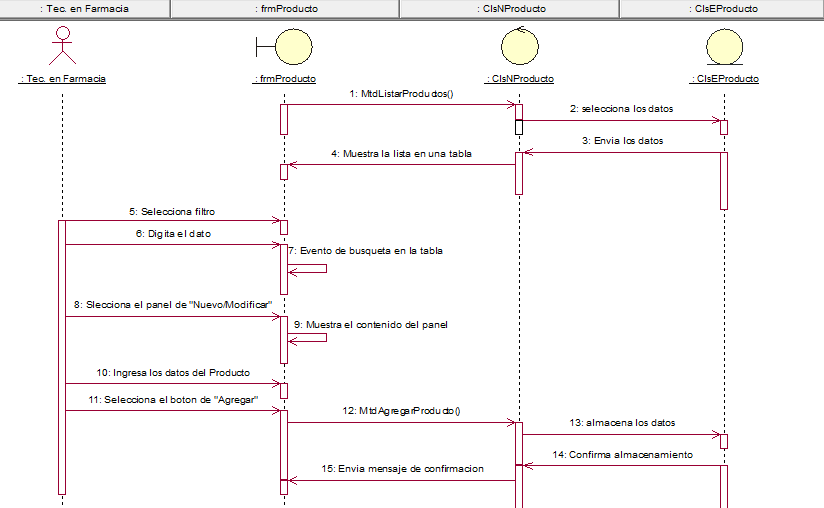 : Tec. en Farmacia
: frmProducto
: ClsNProducto
: ClsEProducto
: Tec. en Farmacia
: frmProducto
: ClsNProducto
: ClsEProducto
1: MtdListarProductos()
2: selecciona los datos
3: Envia los datos
4: Muestra la lista en una tabla
5: Selecciona filtro
6: Digita el dato
7: Evento de busqueta en la tabla
8: Slecciona el panel de "Nuevo/Modificar"
9: Muestra el contenido del panel
10: Ingresa los datos del Producto
11: Selecciona el boton de "Agregar"
12: MtdAgregarProducto()
13: almacena los datos
14: Confirma almacenamiento
15: Envia mensaje de confirmacion